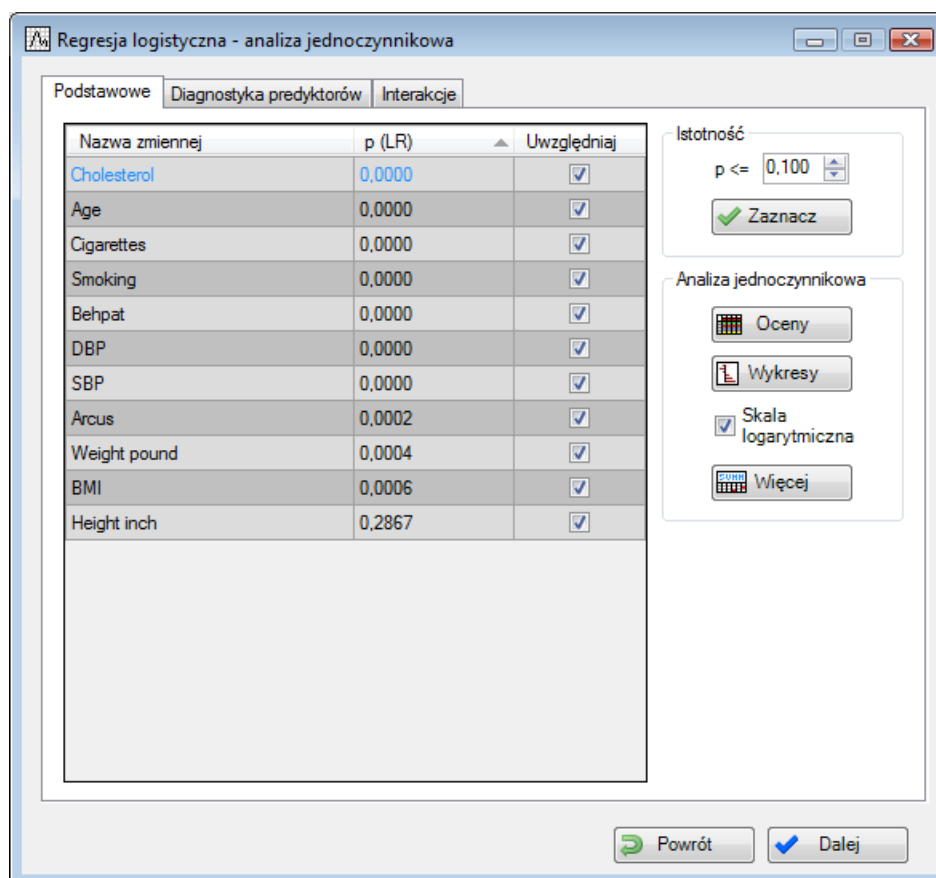 Regresja logistyczna - analiza jednoczynnikowa
Podstawowe Diagnostyka predyktorów Interakcje
Nazwa zmiennej p (LR) Uwzględniaj
Cholesterol 0,0000
Age 0,0000
Cigarettes 0,0000
Smoking 0,0000
Behpat 0,0000
DBP 0,0000
SBP 0,0000
Arcus 0,0002
Weight pound 0,0004
BMI 0,0006
Height inch 0,2867
Istotność
p <= 0,100
Zaznacz
Analiza jednoczynnikowa
Oceny
Wykresy
Skala
logarytmiczna
Więcej
Powrót Dalej